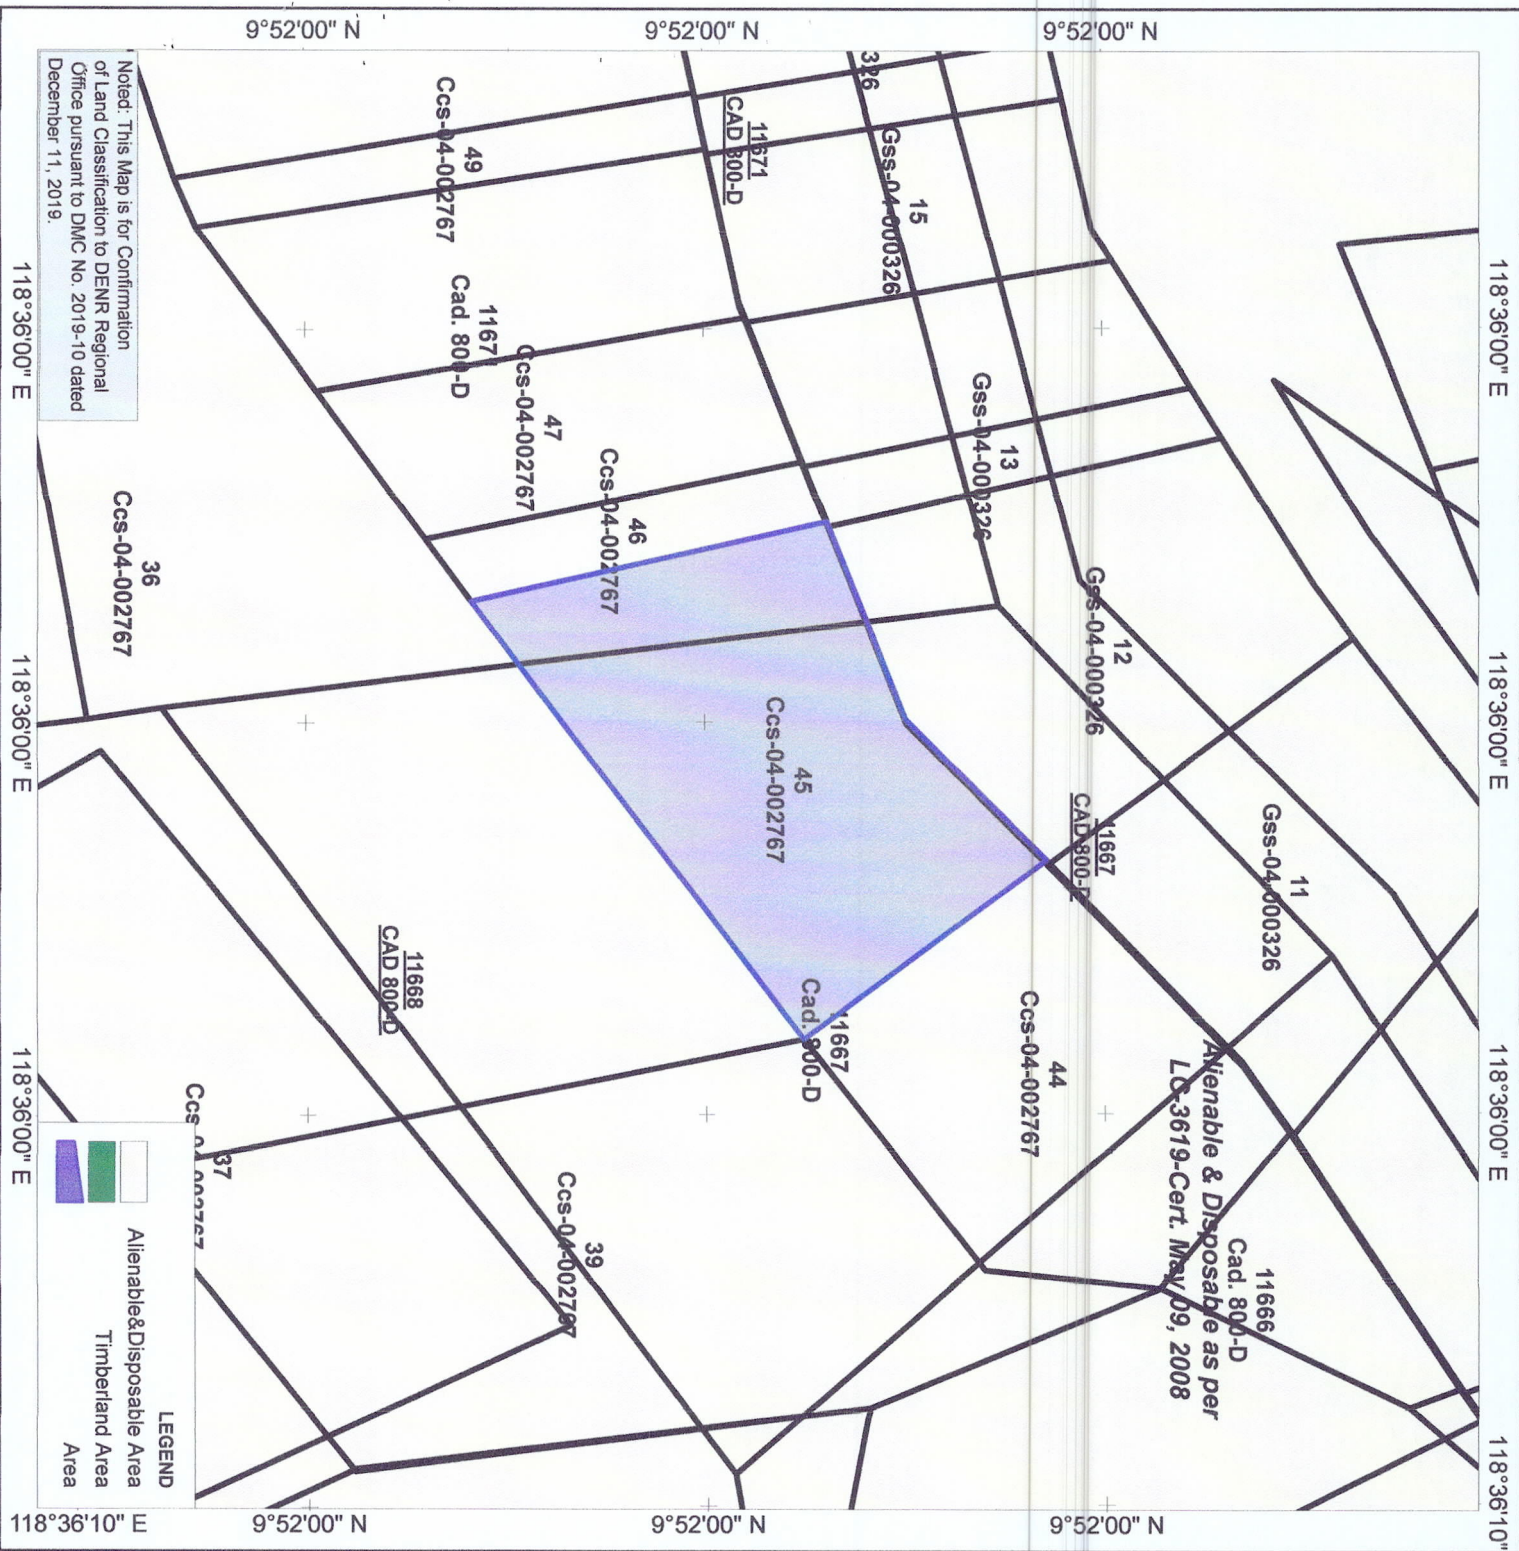 9°52'00" N
9°52'00" N
9°52'00" N
118°36'00" E
118°36'00" E
118°36'00" E
118°36'10"
118°36'00" E
118°36'00" E
118°36'00" E
118°36'10" E
9°52'00" N
9°52'00" N
9°52'00" N
Noted: This Map is for Confirmation
of Land Classification to DENR Regional
Office pursuant to DMC No. 2019-10 dated
December 11, 2019.
326
15
Gss-04-000326
11671
CAD 800-D
49
Ccs-04-002767
1167
Cad. 800-D
47
Ccs-04-002767
46
Ccs-04-002767
13
Gss-04-000326
12
Gss-04-000326
11
Gss-04-000326
11667
CAD 800-D
45
Ccs-04-002767
36
Ccs-04-002767
11668
CAD 800-D
11667
Cad. 800-D
44
Ccs-04-002767
Alienable & Disposable as per
LC-3619-Cert. May 09, 2008
11666
Cad. 800-D
39
Ccs-04-002767
37
Ccs-04-002767
LEGEND
Alienable&Disposable Area
Timberland Area
Area